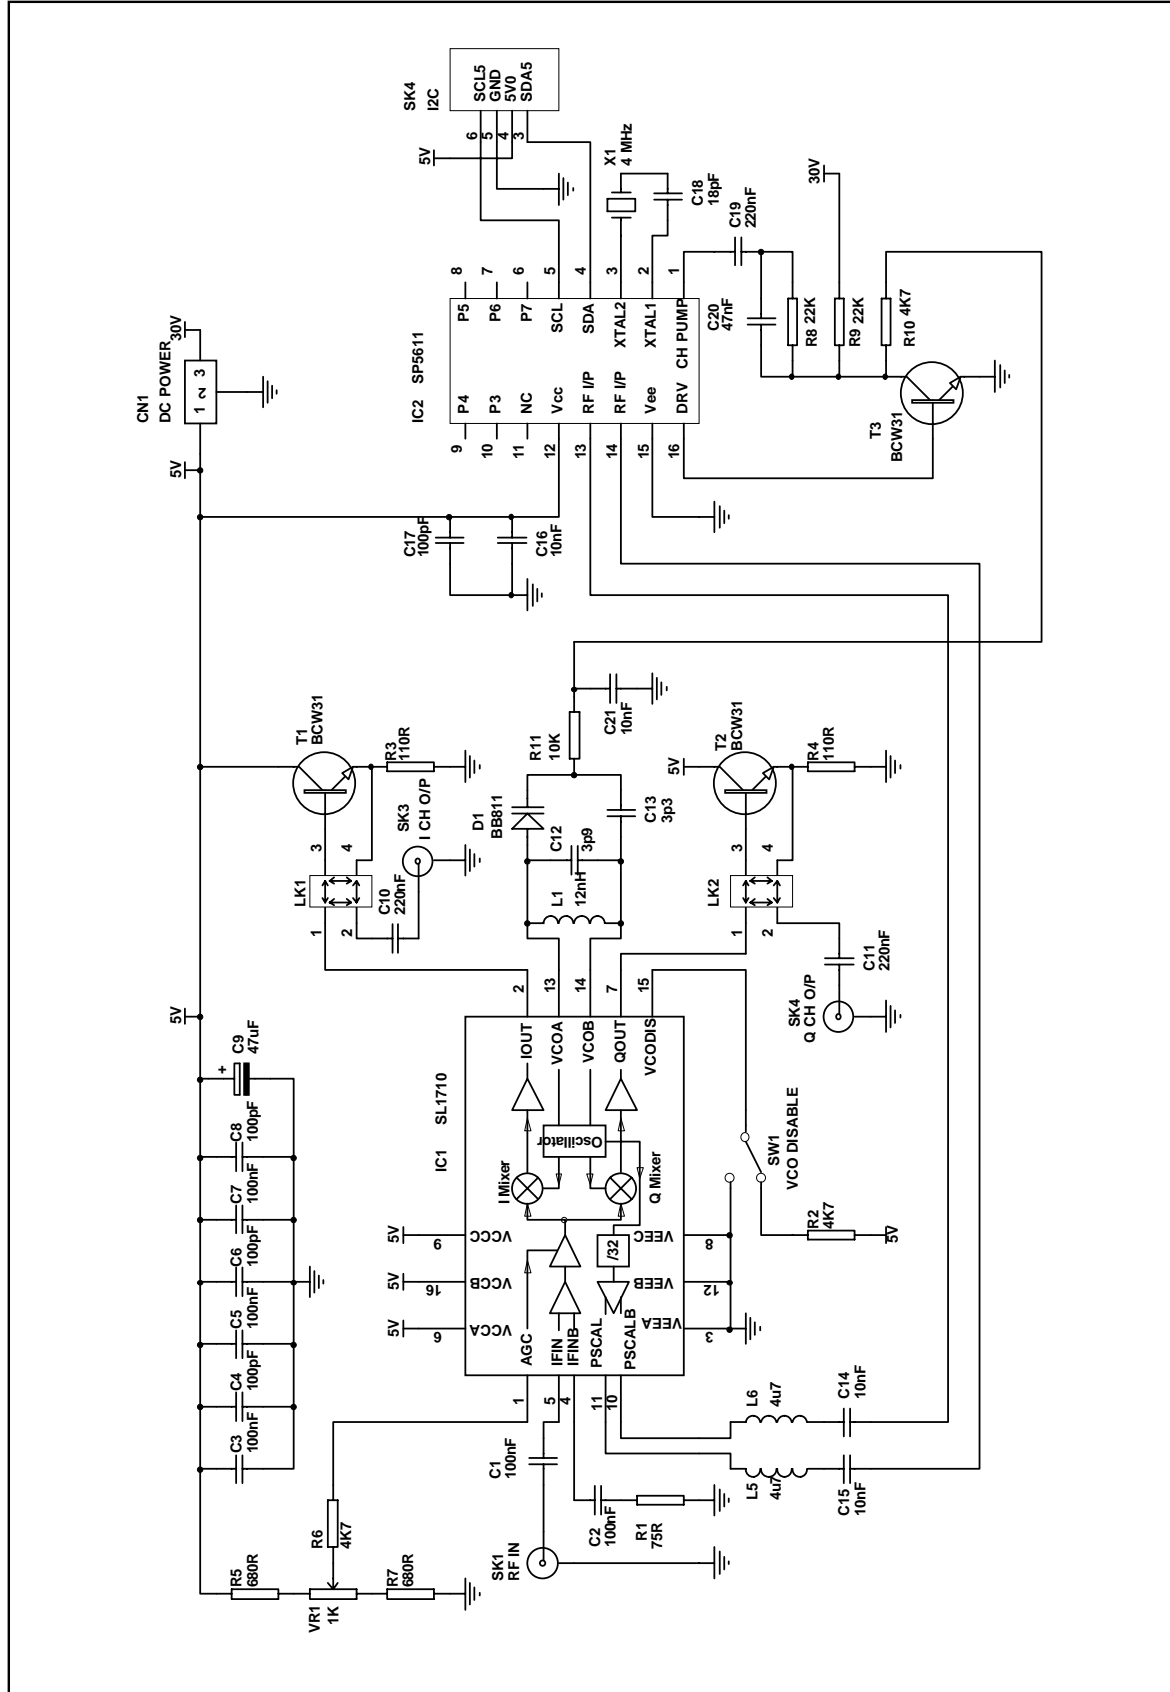 CN1
DC POWER
1 2 3
5V
30V
SK4
I2C
SCL5
GND
5V0
SDA5
6
5
4
3
5V
IC2 SP5611
P4
P3
NC
Vcc
RF I/P
RF I/P
Vee
DRV
P5
P6
P7
SCL
SDA
XTAL2
XTAL1
CH PUMP
9
10
11
12
13
14
15
16
8
7
6
5
4
3
2
1
X1
4 MHz
C18
18pF
C19
220nF
C20
47nF
R8 22K
R9 22K
R10 4K7
30V
T3
BCW31
C17
100pF
C16
10nF
T1
BCW31
R3
110R
LK1
1
2
3
4
C10
220nF
SK3
I CH O/P
D1
BB811
R11
10K
C21
10nF
C12
3p9
C13
3p3
L1
12nH
5V
T2
BCW31
R4
110R
LK2
1
2
3
4
C11
220nF
SK4
Q CH O/P
5V
+
C9
47uF
C8
100pF
C7
100nF
C6
100pF
C5
100nF
C4
100pF
C3
100nF
IC1 SL1710
5V
5V
5V
6
16
9
VCCA
VCCB
VCCC
AGC
IFIN
IFINB
PSCAL
PSCALB
1
5
4
11
10
I Mixer
Q Mixer
Oscillator
/32
IOUT
VCOA
VCOB
QOUT
VCODIS
2
13
14
7
15
VEEA
VEEB
VEEC
3
12
8
SW1
VCO DISABLE
R2
4K7
5V
R5
680R
VR1
1K
R7
680R
R6
4K7
C1
100nF
SK1
RF IN
C2
100nF
R1
75R
L6
4u7
L5
4u7
C14
10nF
C15
10nF